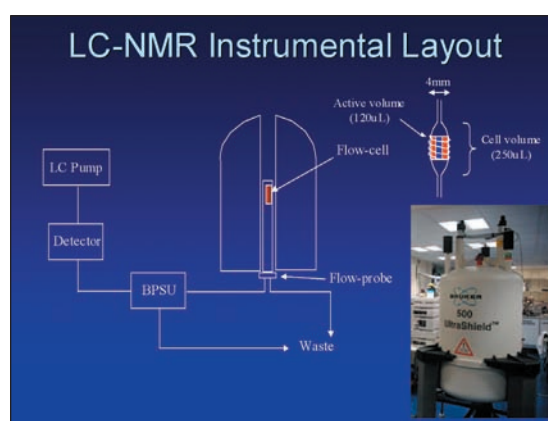 LC-NMR Instrumental Layout
4mm
Active volume
(120uL)
Cell volume
(250uL)
Flow-cell
LC Pump
Detector
BPSU
Flow-probe
Waste
BRUKER
500
UltraShield™